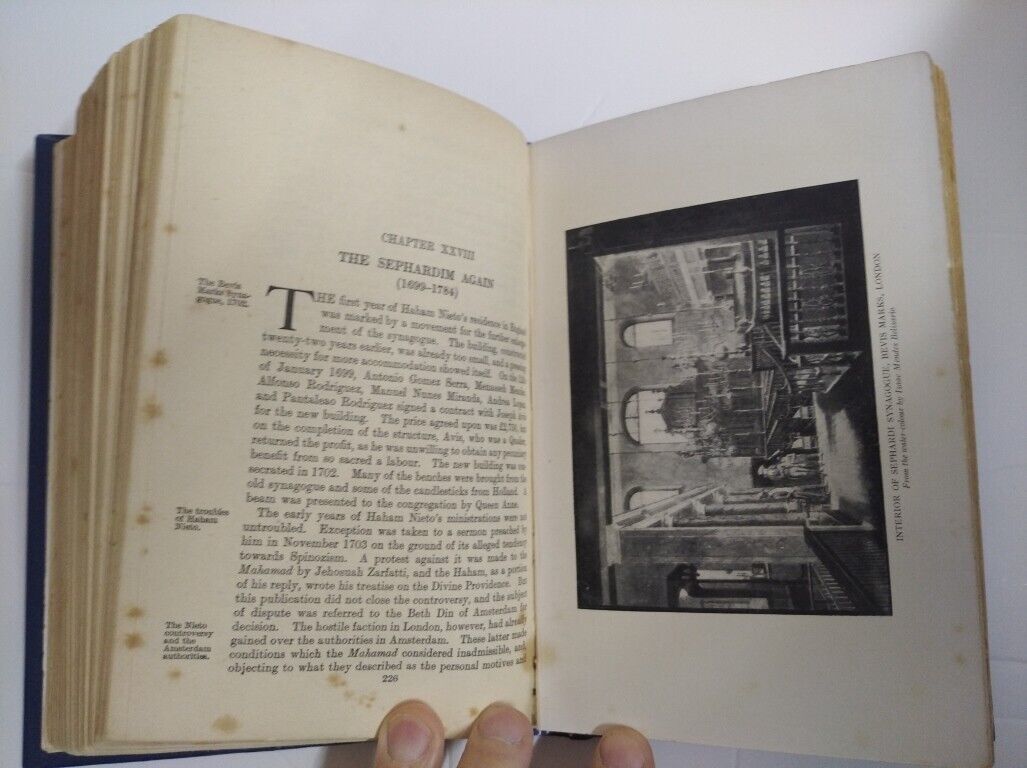 CHAPTER XXVIII
THE SEPHARDIM AGAIN
(1699–1784)
The Bevis
Marks Syna-
gogue, 1702.
THE first year of Haham Nieto's residence in England
was marked by a movement for the further enlarge-
ment of the synagogue. The building, constructed
twenty-two years earlier, was already too small, and a growing
necessity for more accommodation showed itself. On the
of January 1699, Antonio Gomez Serra, Menasseh Mendes,
Alfonso Rodriguez, Manuel Nunez Miranda, Andrea Lopez
and Pantaleao Rodriguez signed a contract with Joseph Avis
for the new building. The price agreed upon was £2,750, but
on the completion of the structure, Avis, who was a Quaker,
returned the profit, as he was unwilling to obtain any pecuniary
benefit from so sacred a labour. The new building was con-
secrated in 1702. Many of the benches were brought from the
old synagogue and some of the candlesticks from Holland. A
beam was presented to the congregation by Queen Anne.
The troubles
of Haham
Nieto.
The early years of Haham Nieto's ministrations were not
untroubled. Exception was taken to a sermon preached by
him in November 1703 on the ground of its alleged tendency
towards Spinozism. A protest against it was made to the
Mahamad by Jehosuah Zarfatti, and the Haham, as a portion
of his reply, wrote his treatise on the Divine Providence. But
this publication did not close the controversy, and the subject
of dispute was referred to the Beth Din of Amsterdam for
decision. The hostile faction in London, however, had already
The Nieto
controversy
and the
Amsterdam
authorities.
gained over the authorities in Amsterdam. These latter made
conditions which the Mahamad considered inadmissible, and,
objecting to what they described as the personal motives and
226
INTERIOR OF SEPHARDI SYNAGOGUE, BEVIS MARKS, LONDON
From the water-colour by Isaac Mendes Belisario